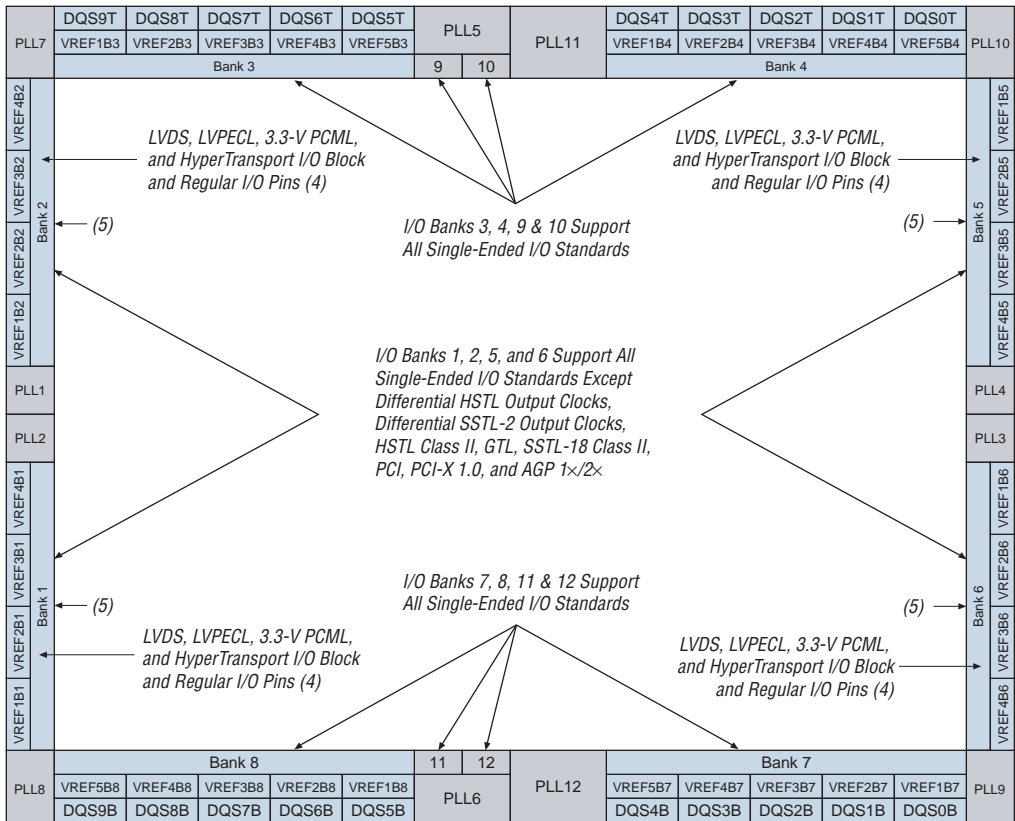 PLL7
DQS9T DQS8T DQS7T DQS6T DQS5T
VREF1B3 VREF2B3 VREF3B3 VREF4B3 VREF5B3
Bank 3
PLL5
9 10
PLL11
DQS4T DQS3T DQS2T DQS1T DQS0T
VREF1B4 VREF2B4 VREF3B4 VREF4B4 VREF5B4
Bank 4
PLL10
VREF4B2
VREF3B2
VREF2B2
VREF1B2
Bank 2
LVDS, LVPECL, 3.3-V PCML,
and HyperTransport I/O Block
and Regular I/O Pins (4)
(5)
LVDS, LVPECL, 3.3-V PCML,
and HyperTransport I/O Block
and Regular I/O Pins (4)
(5)
Bank 5
VREF1B5
VREF2B5
VREF3B5
VREF4B5
I/O Banks 3, 4, 9 & 10 Support
All Single-Ended I/O Standards
I/O Banks 1, 2, 5, and 6 Support All
Single-Ended I/O Standards Except
Differential HSTL Output Clocks,
Differential SSTL-2 Output Clocks,
HSTL Class II, GTL, SSTL-18 Class II,
PCI, PCI-X 1.0, and AGP 1×/2×
PLL1
PLL2
PLL4
PLL3
VREF4B1
VREF3B1
VREF2B1
VREF1B1
Bank 1
(5)
LVDS, LVPECL, 3.3-V PCML,
and HyperTransport I/O Block
and Regular I/O Pins (4)
I/O Banks 7, 8, 11 & 12 Support
All Single-Ended I/O Standards
(5)
LVDS, LVPECL, 3.3-V PCML,
and HyperTransport I/O Block
and Regular I/O Pins (4)
Bank 6
VREF1B6
VREF2B6
VREF3B6
VREF4B6
PLL8
Bank 8
VREF5B8 VREF4B8 VREF3B8 VREF2B8 VREF1B8
DQS9B DQS8B DQS7B DQS6B DQS5B
11 12
PLL6
PLL12
Bank 7
VREF5B7 VREF4B7 VREF3B7 VREF2B7 VREF1B7
DQS4B DQS3B DQS2B DQS1B DQS0B
PLL9